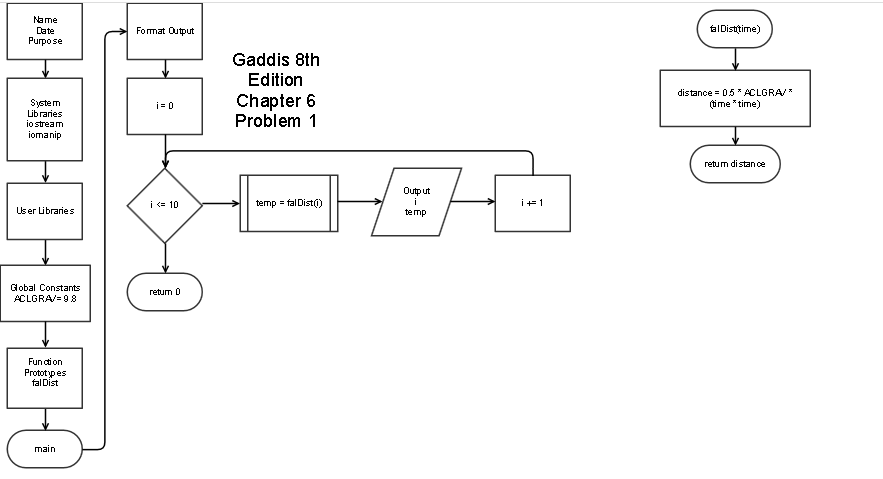 Name
Date
Purpose
System
Libraries
iostream
iomanip
User Libraries
Global Constants
ACLGRAV= 9.8
Function
Prototypes
falDist
main
Format Output
i = 0
Gaddis 8th
Edition
Chapter 6
Problem 1
i <= 10
temp = falDist(i)
Output
i
temp
i += 1
return 0
falDist(time)
distance = 0.5 * ACLGRAV *
(time * time)
return distance